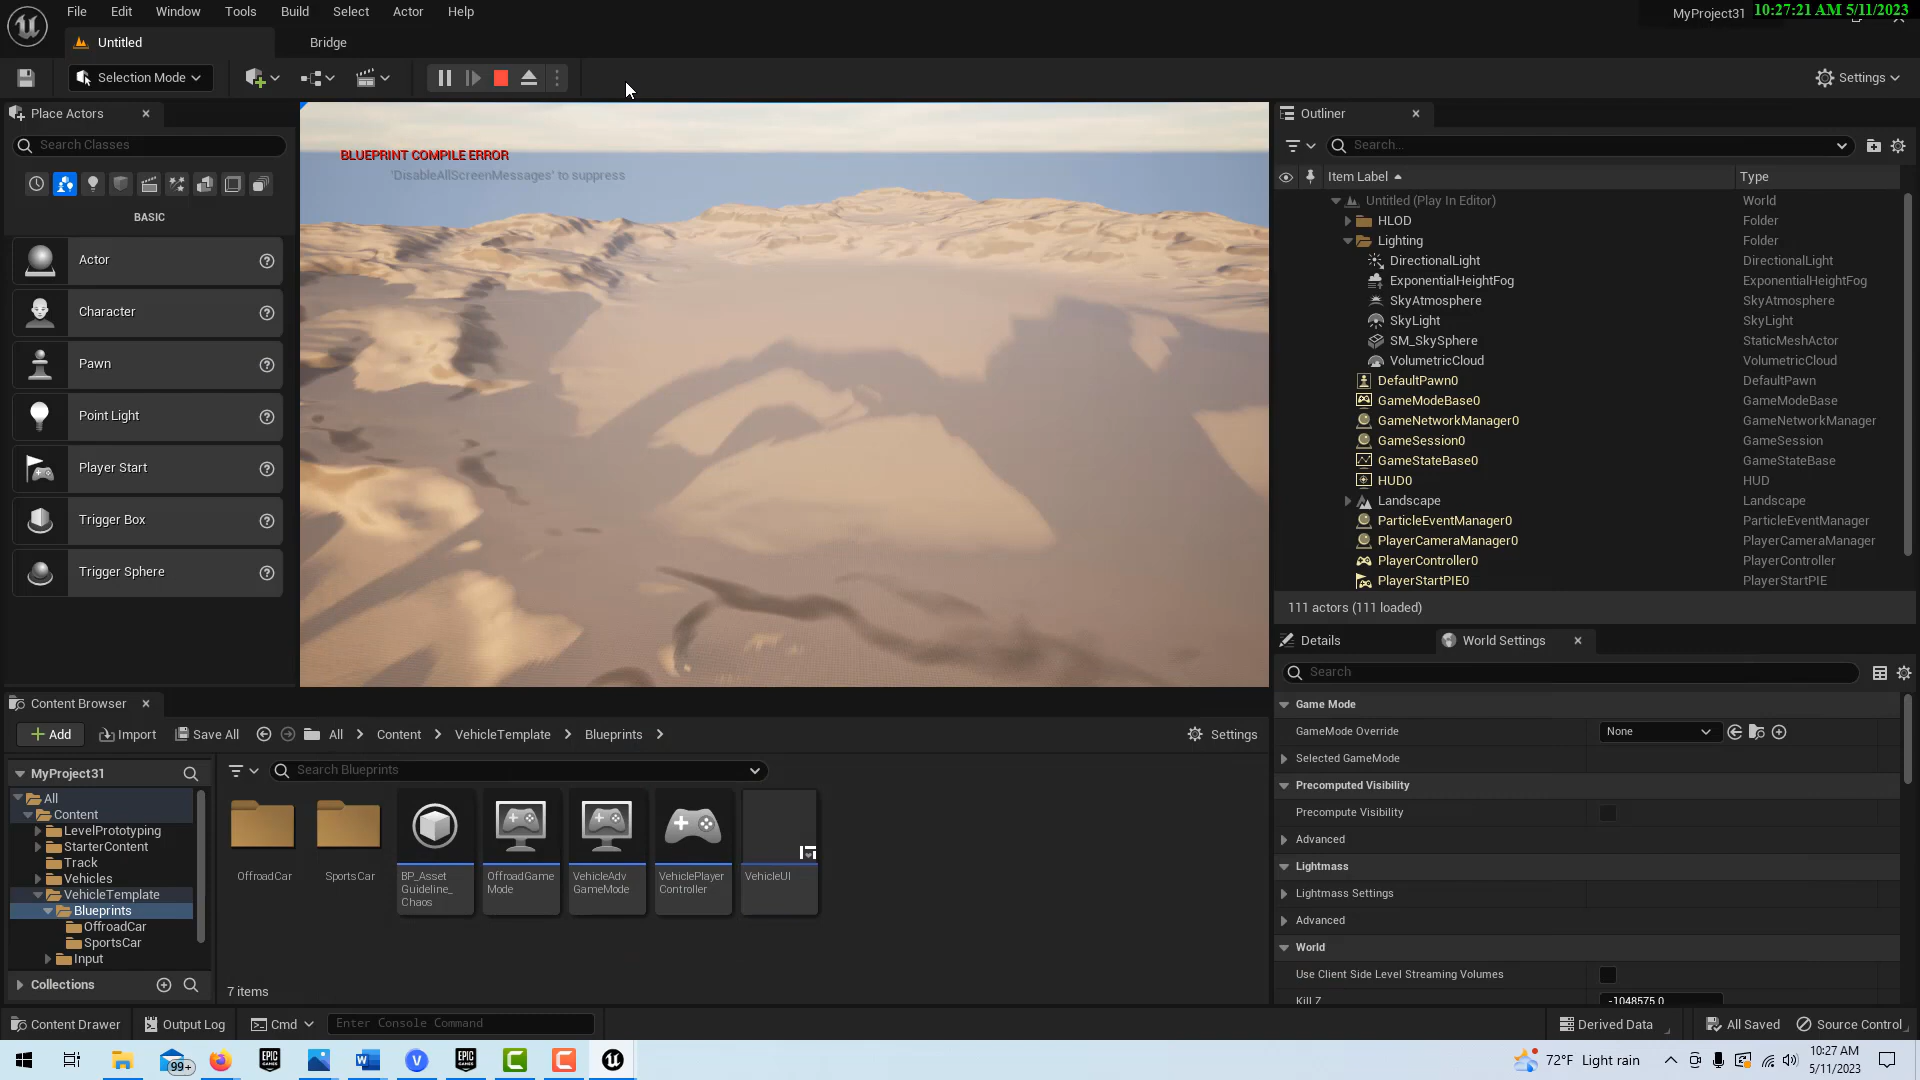 File Edit Window Tools Build Select Actor Help
MyProject31
10:27:21 AM 5/11/2023
Untitled
Bridge
Selection Mode
Settings
Place Actors
Search Classes
BASIC
Actor
Character
Pawn
Point Light
Player Start
Trigger Box
Trigger Sphere
BLUEPRINT COMPILE ERROR
'DisableAllScreenMessages' to suppress
Outliner
Search...
Item Label Type
Untitled (Play In Editor) World
HLOD Folder
Lighting Folder
DirectionalLight DirectionalLight
ExponentialHeightFog ExponentialHeightFog
SkyAtmosphere SkyAtmosphere
SkyLight SkyLight
SM_SkySphere StaticMeshActor
VolumetricCloud VolumetricCloud
DefaultPawn0 DefaultPawn
GameModeBase0 GameModeBase
GameNetworkManager0 GameNetworkManager
GameSession0 GameSession
GameStateBase0 GameStateBase
HUD0 HUD
Landscape Landscape
ParticleEventManager0 ParticleEventManager
PlayerCameraManager0 PlayerCameraManager
PlayerController0 PlayerController
PlayerStartPIE0 PlayerStartPIE
111 actors (111 loaded)
Details
World Settings
Search
Game Mode
GameMode Override None
Selected GameMode
Precomputed Visibility
Precompute Visibility
Advanced
Lightmass
Lightmass Settings
Advanced
World
Use Client Side Level Streaming Volumes
Kill Z -1048575.0
Content Browser
Add Import Save All All Content VehicleTemplate Blueprints Settings
MyProject31
All
Content
LevelPrototyping
StarterContent
Track
Vehicles
VehicleTemplate
Blueprints
OffroadCar
SportsCar
Input
Collections
Search Blueprints
OffroadCar
SportsCar
BP_Asset
Guideline_
Chaos
OffroadGame
Mode
VehicleAdv
GameMode
VehiclePlayer
Controller
VehicleUI
7 items
Content Drawer Output Log Cmd Enter Console Command Derived Data All Saved Source Control
99+
EPIC
GAMES
EPIC
GAMES
72°F Light rain
10:27 AM
5/11/2023